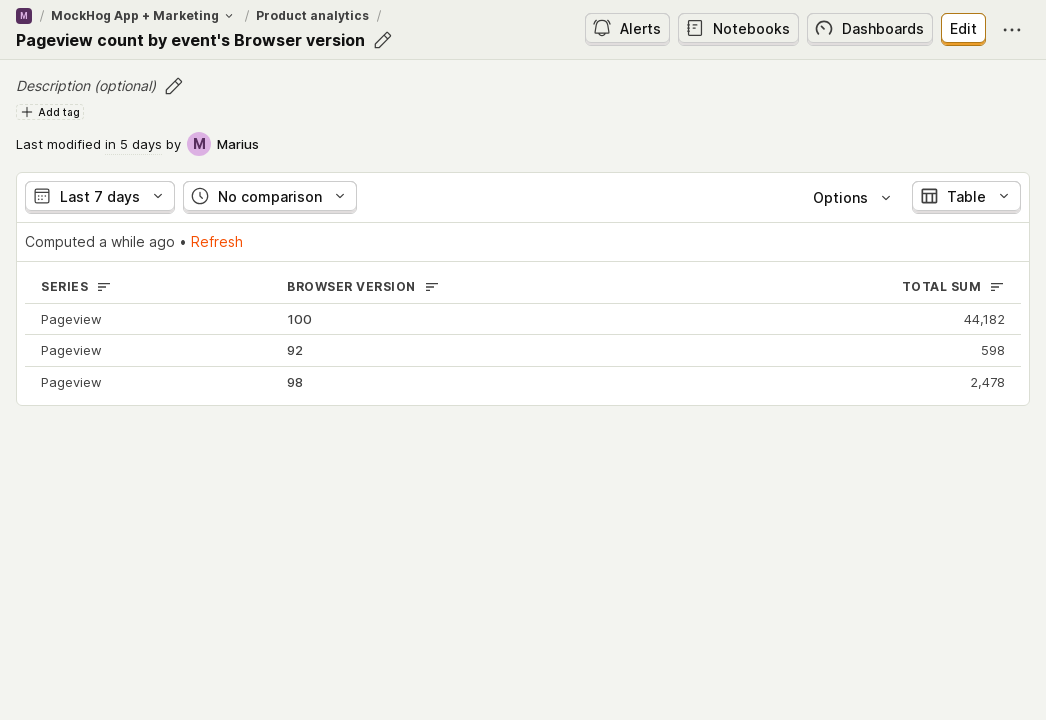 M / MockHog App + Marketing / Product analytics /
Pageview count by event's Browser version
Alerts Notebooks Dashboards Edit
Description (optional)
Add tag
Last modified in 5 days by M Marius
Last 7 days No comparison Options Table
Computed a while ago • Refresh
SERIES BROWSER VERSION TOTAL SUM
Pageview 100 44,182
Pageview 92 598
Pageview 98 2,478